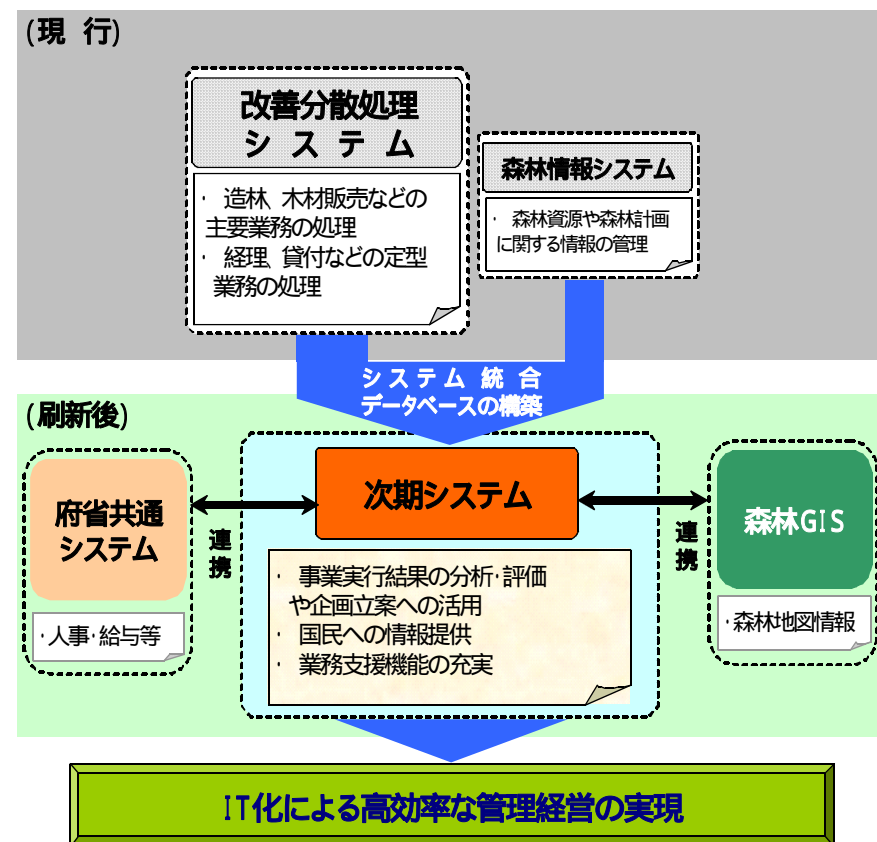 (現 行)
改善分散処理
シ ス テ ム
・ 造林、木材販売などの
主要業務の処理
・ 経理、貸付などの定型
業務の処理
森林情報システム
・ 森林資源や森林計画
に関する情報の管理
シ ス テ ム 統 合
データベースの構築
(刷新後)
府省共通
システム
・人事・給与等
連
携
次期システム
・ 事業実行結果の分析・評価
や企画立案への活用
・ 国民への情報提供
・ 業務支援機能の充実
連
携
森林GIS
・森林地図情報
IT化による高効率な管理経営の実現